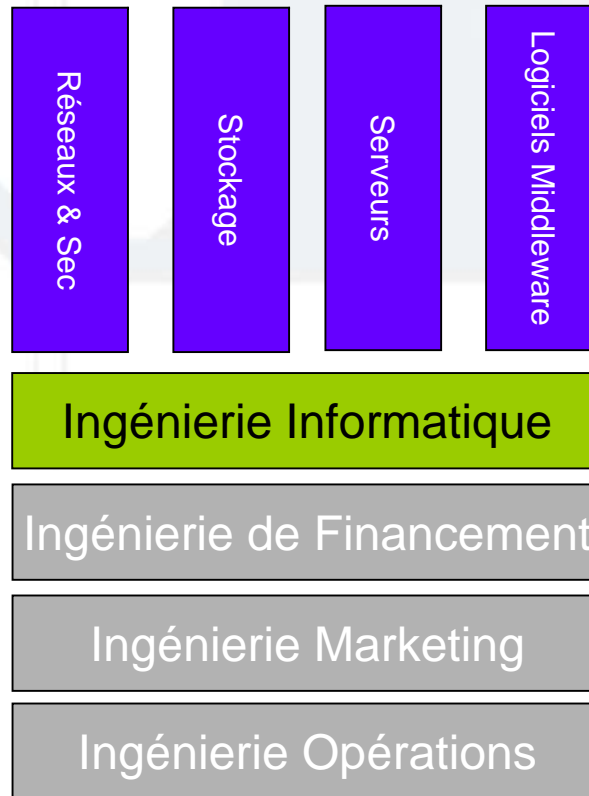 Réseaux & Sec
Stockage
Serveurs
Logiciels Middleware
Ingénierie Informatique
Ingénierie de Financement
Ingénierie Marketing
Ingénierie Opérations